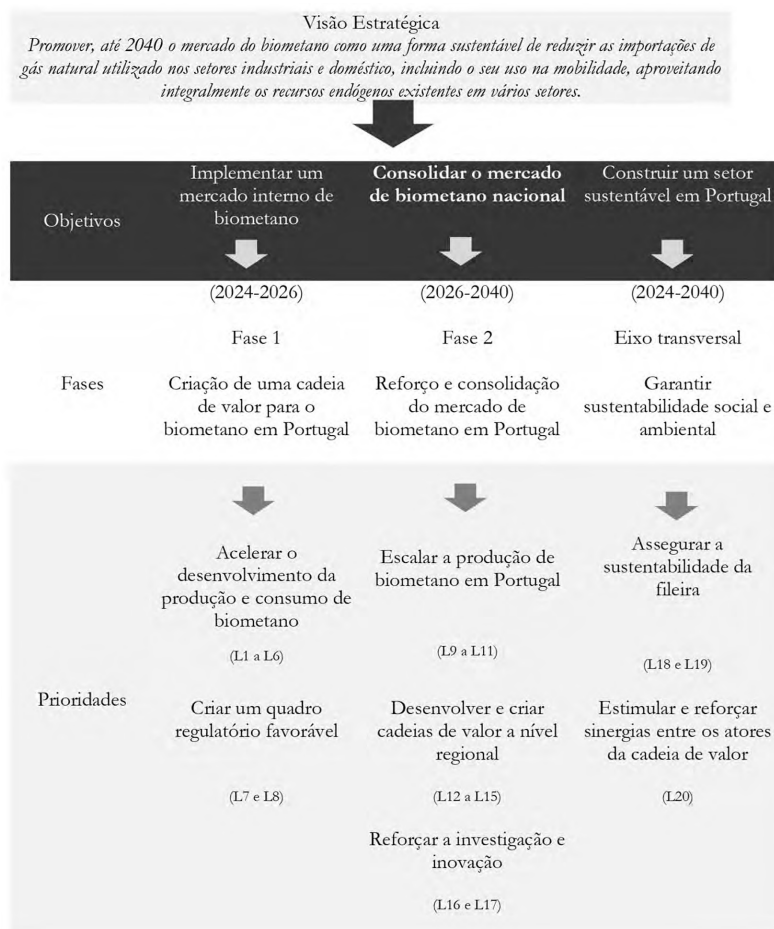 Visão Estratégica
Promover, até 2040 o mercado do biometano como uma forma sustentável de reduzir as importações de
gás natural utilizado nos setores industriais e doméstico, incluindo o seu uso na mobilidade, aproveitando
integralmente os recursos endógenos existentes em vários setores.
Objetivos
Implementar um
mercado interno de
biometano
Consolidar o mercado
de biometano nacional
Construir um setor
sustentável em Portugal
Fases
(2024-2026)
Fase 1
Criação de uma cadeia
de valor para o
biometano em Portugal
(2026-2040)
Fase 2
Reforço e consolidação
do mercado de
biometano em Portugal
(2024-2040)
Eixo transversal
Garantir
sustentabilidade social e
ambiental
Prioridades
Acelerar o
desenvolvimento da
produção e consumo de
biometano
(L1 a L6)
Criar um quadro
regulatório favorável
(L7 e L8)
Escalar a produção de
biometano em Portugal
(L9 a L11)
Desenvolver e criar
cadeias de valor a nível
regional
(L12 a L15)
Reforçar a investigação e
inovação
(L16 e L17)
Assegurar a
sustentabilidade da
fileira
(L18 e L19)
Estimular e reforçar
sinergias entre os atores
da cadeia de valor
(L20)